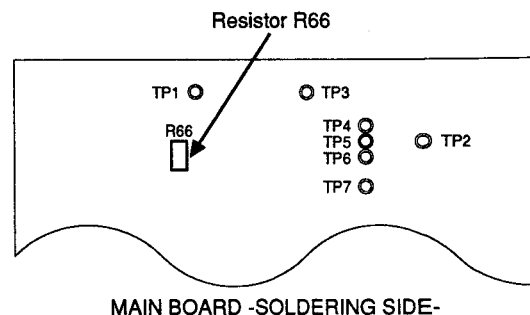 Resistor R66
TP1
TP3
R66
TP4
TP5
TP2
TP6
TP7
MAIN BOARD -SOLDERING SIDE-